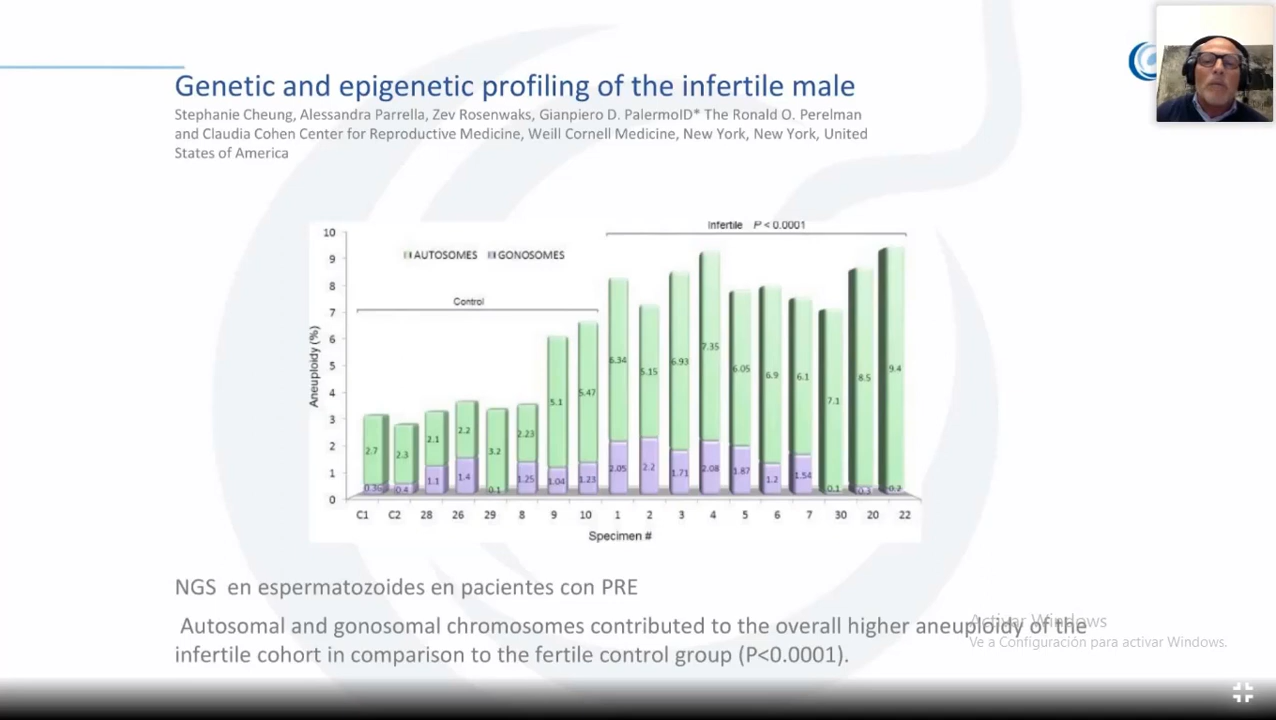 Genetic and epigenetic profiling of the infertile male
Stephanie Cheung, Alessandra Parrella, Zev Rosenwaks, Gianpiero D. PalermoID* The Ronald O. Perelman
and Claudia Cohen Center for Reproductive Medicine, Weill Cornell Medicine, New York, New York, United
States of America
Infertile P < 0.0001
AUTOSOMES GONOSOMES
Control
Aneuploidy (%)
10
9
8
7
6
5
4
3
2
1
0
2.7 2.3 2.1 2.2 3.2 2.23 5.1 5.47 6.34 5.15 6.93 7.35 6.05 6.9 6.1 7.1 8.5 9.4
0.4 1.1 1.4 0.1 1.25 1.04 1.23 2.05 2.2 1.71 2.08 1.87 1.2 1.54 0.1 0.3 0.2
C1 C2 28 26 29 8 9 10 1 2 3 4 5 6 7 30 20 22
Specimen #
NGS en espermatozoides en pacientes con PRE
Autosomal and gonosomal chromosomes contributed to the overall higher aneuploidy of the
infertile cohort in comparison to the fertile control group (P<0.0001).
Activar Windows
Ve a Configuración para activar Windows.